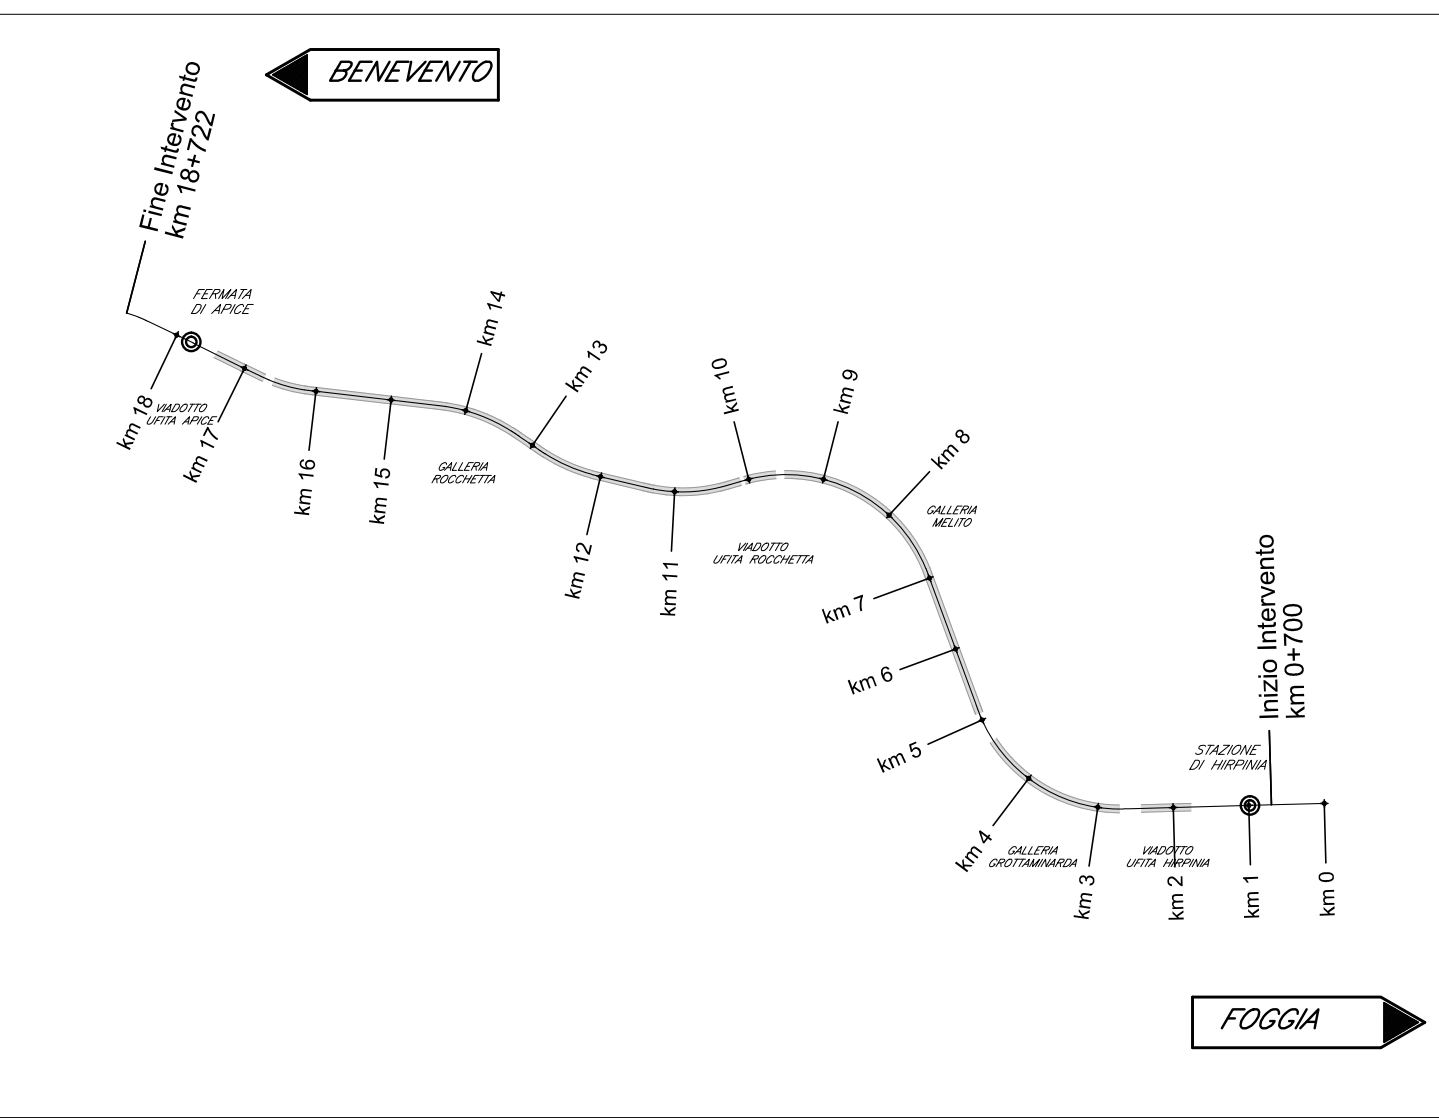 BENEVENTO
Fine Intervento
km 18+722
FERMATA
DI APICE
km 18
VIADOTTO
UFITA APICE
km 17
km 16
km 15
km 14
GALLERIA
ROCCHETTA
km 13
km 12
km 11
km 10
VIADOTTO
UFITA ROCCHETTA
km 9
km 8
GALLERIA
MELITO
km 7
km 6
km 5
km 4
GALLERIA
GROTTAMINARDA
km 3
VIADOTTO
UFITA HIRPINIA
km 2
STAZIONE
DI HIRPINIA
Inizio Intervento
km 0+700
km 1
km 0
FOGGIA